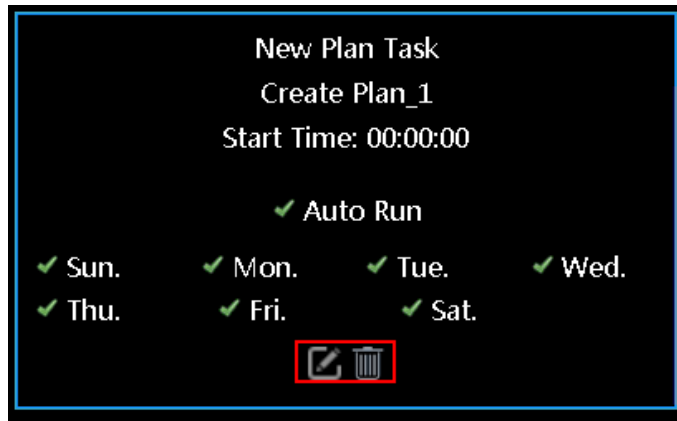 New Plan Task
Create Plan_1
Start Time: 00:00:00
Auto Run
Sun. Mon. Tue. Wed.
Thu. Fri. Sat.